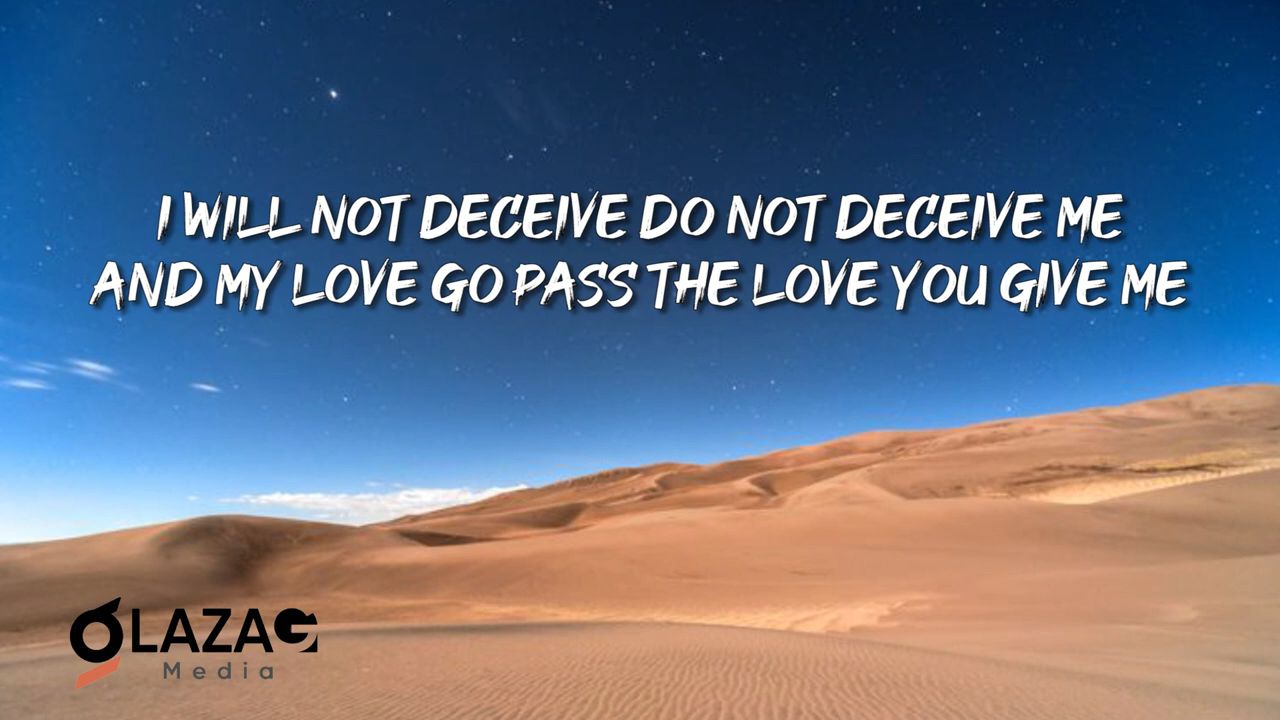 I WILL NOT DECEIVE DO NOT DECEIVE ME
AND MY LOVE GO PASS THE LOVE YOU GIVE ME
OLAZAG
Media